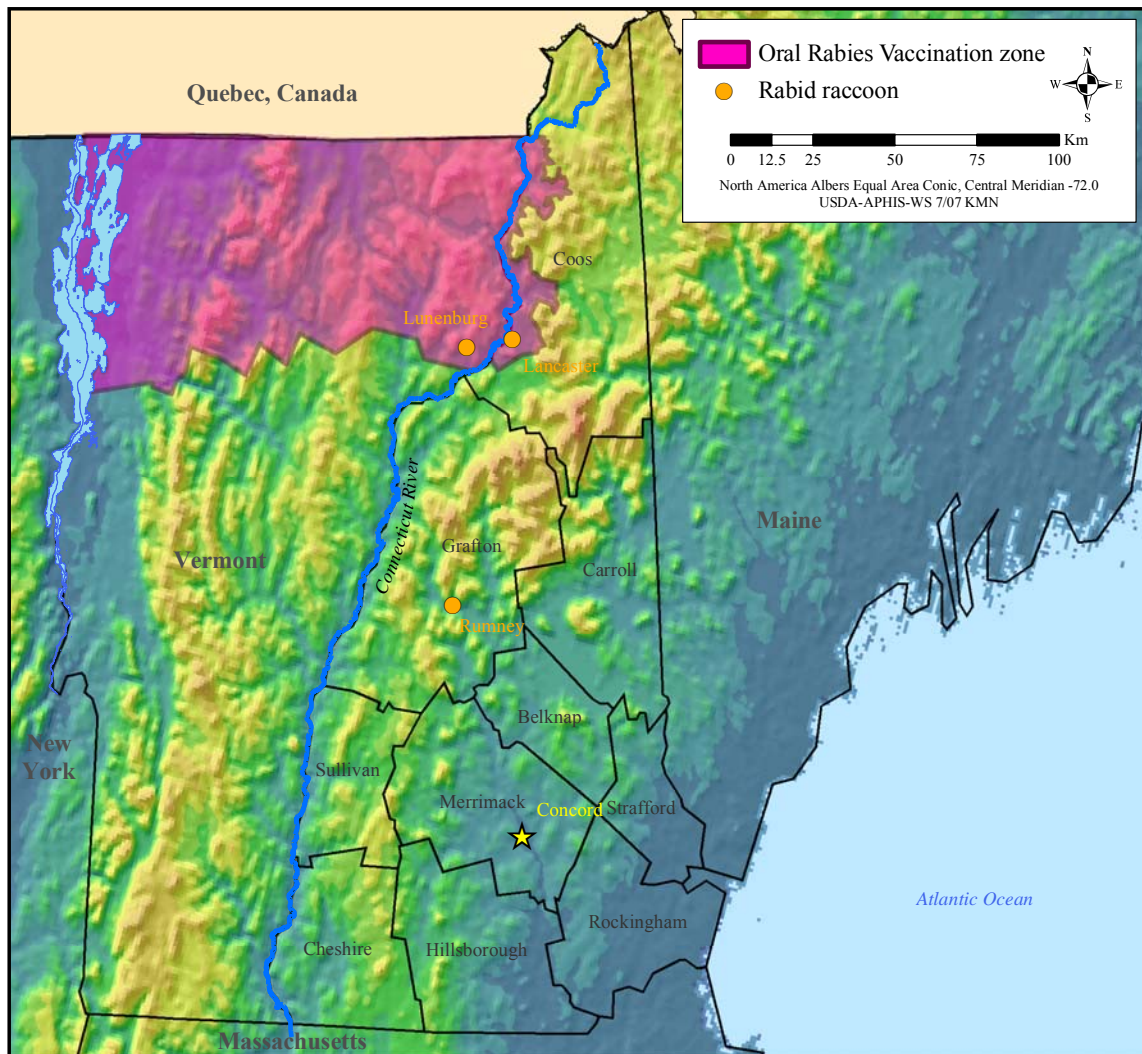 Oral Rabies Vaccination zone
Rabid raccoon
N
W
E
S
Km
0 12.5 25 50 75 100
North America Albers Equal Area Conic, Central Meridian -72.0
USDA-APHIS-WS 7/07 KMN
Quebec, Canada
Coos
Lunenburg
Lancaster
Connecticut River
Maine
Vermont
Grafton
Carroll
Rumney
Belknap
New
York
Sullivan
Merrimack
Concord
Strafford
Atlantic Ocean
Rockingham
Cheshire
Hillsborough
Massachusetts